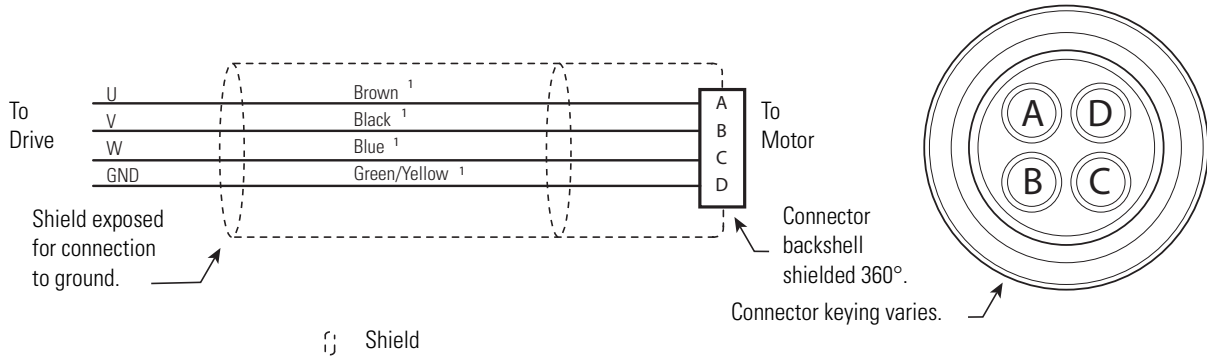 To
Drive
U
V
W
GND
Brown 1
Black 1
Blue 1
Green/Yellow 1
A
B
C
D
To
Motor
Shield exposed
for connection
to ground.
Connector
backshell
shielded 360°.
A D
B C
Connector keying varies.
Shield